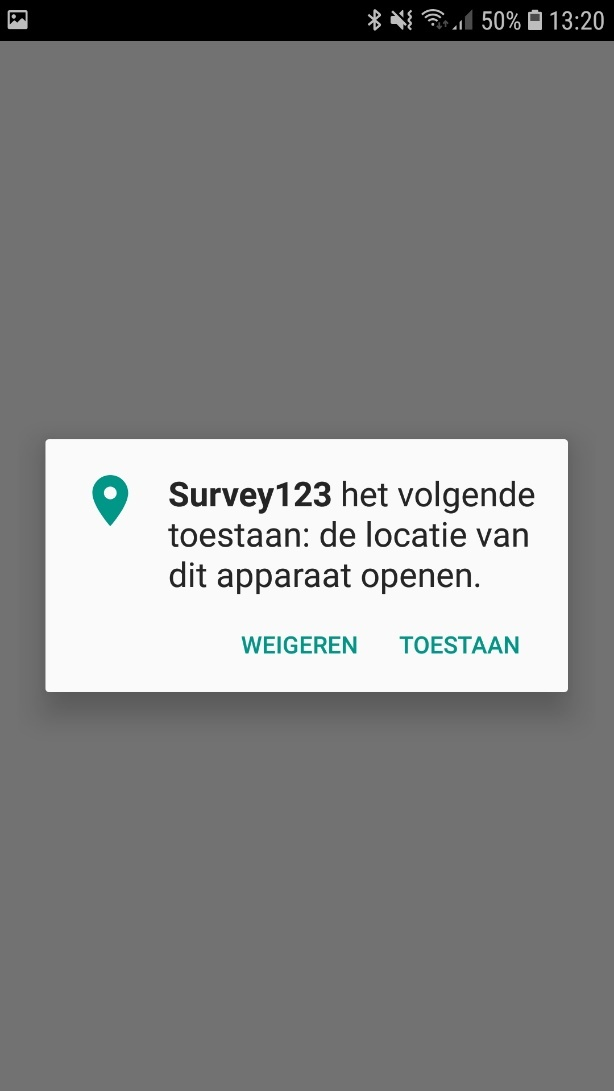 50% 13:20
Survey123 het volgende
toestaan: de locatie van
dit apparaat openen.
WEIGEREN TOESTAAN